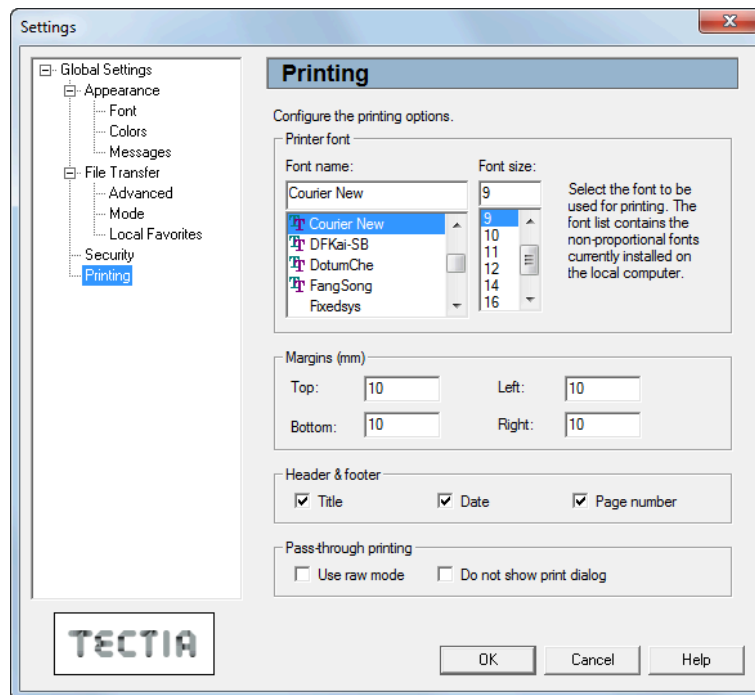 Settings
Global Settings
Appearance
Font
Colors
Messages
File Transfer
Advanced
Mode
Local Favorites
Security
Printing
TECTIA
Printing
Configure the printing options.
Printer font
Font name:
Courier New
Courier New
DFKai-SB
DotumChe
FangSong
Fixedsys
Font size:
9
9
10
11
12
14
16
Select the font to be
used for printing. The
font list contains the
non-proportional fonts
currently installed on
the local computer.
Margins (mm)
Top: 10 Left: 10
Bottom: 10 Right: 10
Header & footer
Title Date Page number
Pass-through printing
Use raw mode Do not show print dialog
OK Cancel Help